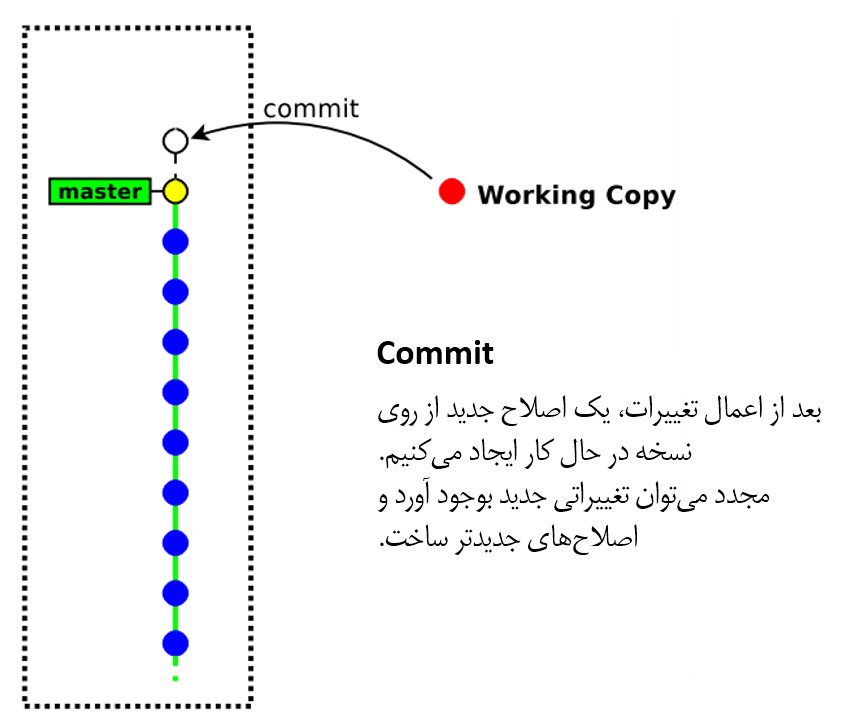 commit
master
Working Copy
Commit
بعد از اعمال تغییرات، یک اصلاح جدید از روی
نسخه در حال کار ایجاد می‌کنیم.
مجدد می‌توان تغییراتی جدید بوجود آورد و
اصلاح‌های جدیدتر ساخت.